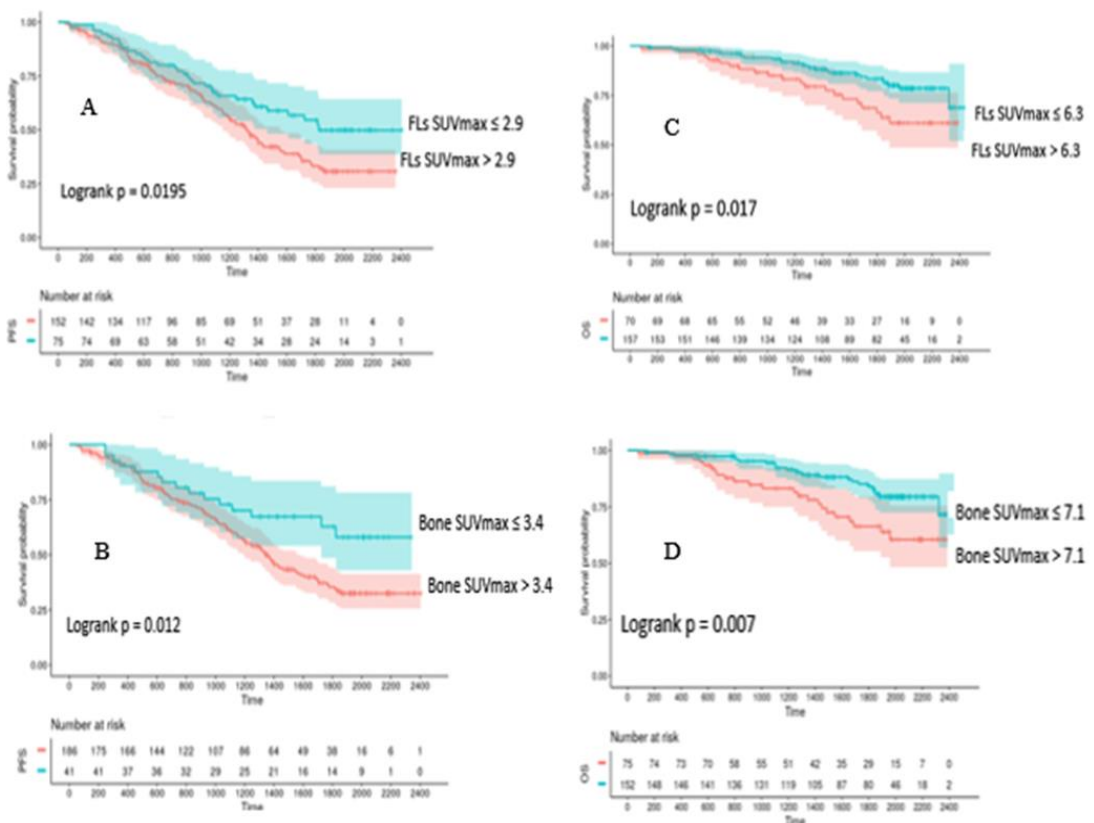 A
1.00
0.75
0.50
0.25
0.00
Survival probability
FLs SUVmax ≤ 2.9
FLs SUVmax > 2.9
Logrank p = 0.0195
0 200 400 600 800 1000 1200 1400 1600 1800 2000 2200 2400
Time
Number at risk
PFS
152 142 134 117 96 85 69 51 37 28 11 4 0
75 74 69 63 58 51 42 34 28 24 14 3 1
0 200 400 600 800 1000 1200 1400 1600 1800 2000 2200 2400
Time
C
1.00
0.75
0.50
0.25
0.00
Survival probability
FLs SUVmax ≤ 6.3
FLs SUVmax > 6.3
Logrank p = 0.017
0 200 400 600 800 1000 1200 1400 1600 1800 2000 2200 2400
Time
Number at risk
OS
70 69 68 65 55 52 46 39 33 27 16 9 0
157 153 151 146 139 134 124 108 89 82 45 16 2
0 200 400 600 800 1000 1200 1400 1600 1800 2000 2200 2400
Time
B
1.00
0.75
0.50
0.25
0.00
Survival probability
Bone SUVmax ≤ 3.4
Bone SUVmax > 3.4
Logrank p = 0.012
0 200 400 600 800 1000 1200 1400 1600 1800 2000 2200 2400
Time
Number at risk
PFS
186 175 166 144 122 107 86 64 49 38 16 6 1
41 41 37 36 32 29 25 21 16 14 9 1 0
0 200 400 600 800 1000 1200 1400 1600 1800 2000 2200 2400
Time
D
1.00
0.75
0.50
0.25
0.00
Survival probability
Bone SUVmax ≤ 7.1
Bone SUVmax > 7.1
Logrank p = 0.007
0 200 400 600 800 1000 1200 1400 1600 1800 2000 2200 2400
Time
Number at risk
OS
75 74 73 70 58 55 51 42 35 29 15 7 0
152 148 146 141 136 131 119 105 87 80 46 18 2
0 200 400 600 800 1000 1200 1400 1600 1800 2000 2200 2400
Time